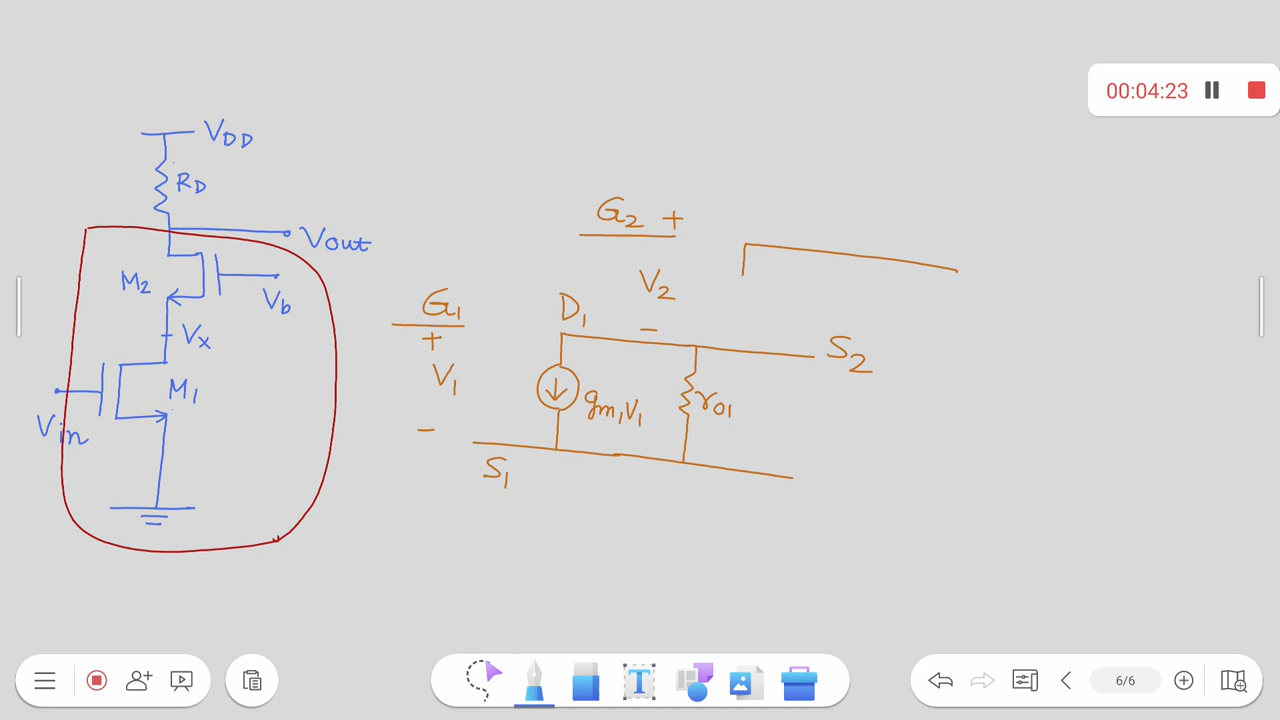 00:04:23
VDD
RD
Vout
M2
Vb
Vx
M1
Vin
G2 +
V2
-
G1
+
V1
-
D1
S2
gm1V1
r01
S1
T
6/6